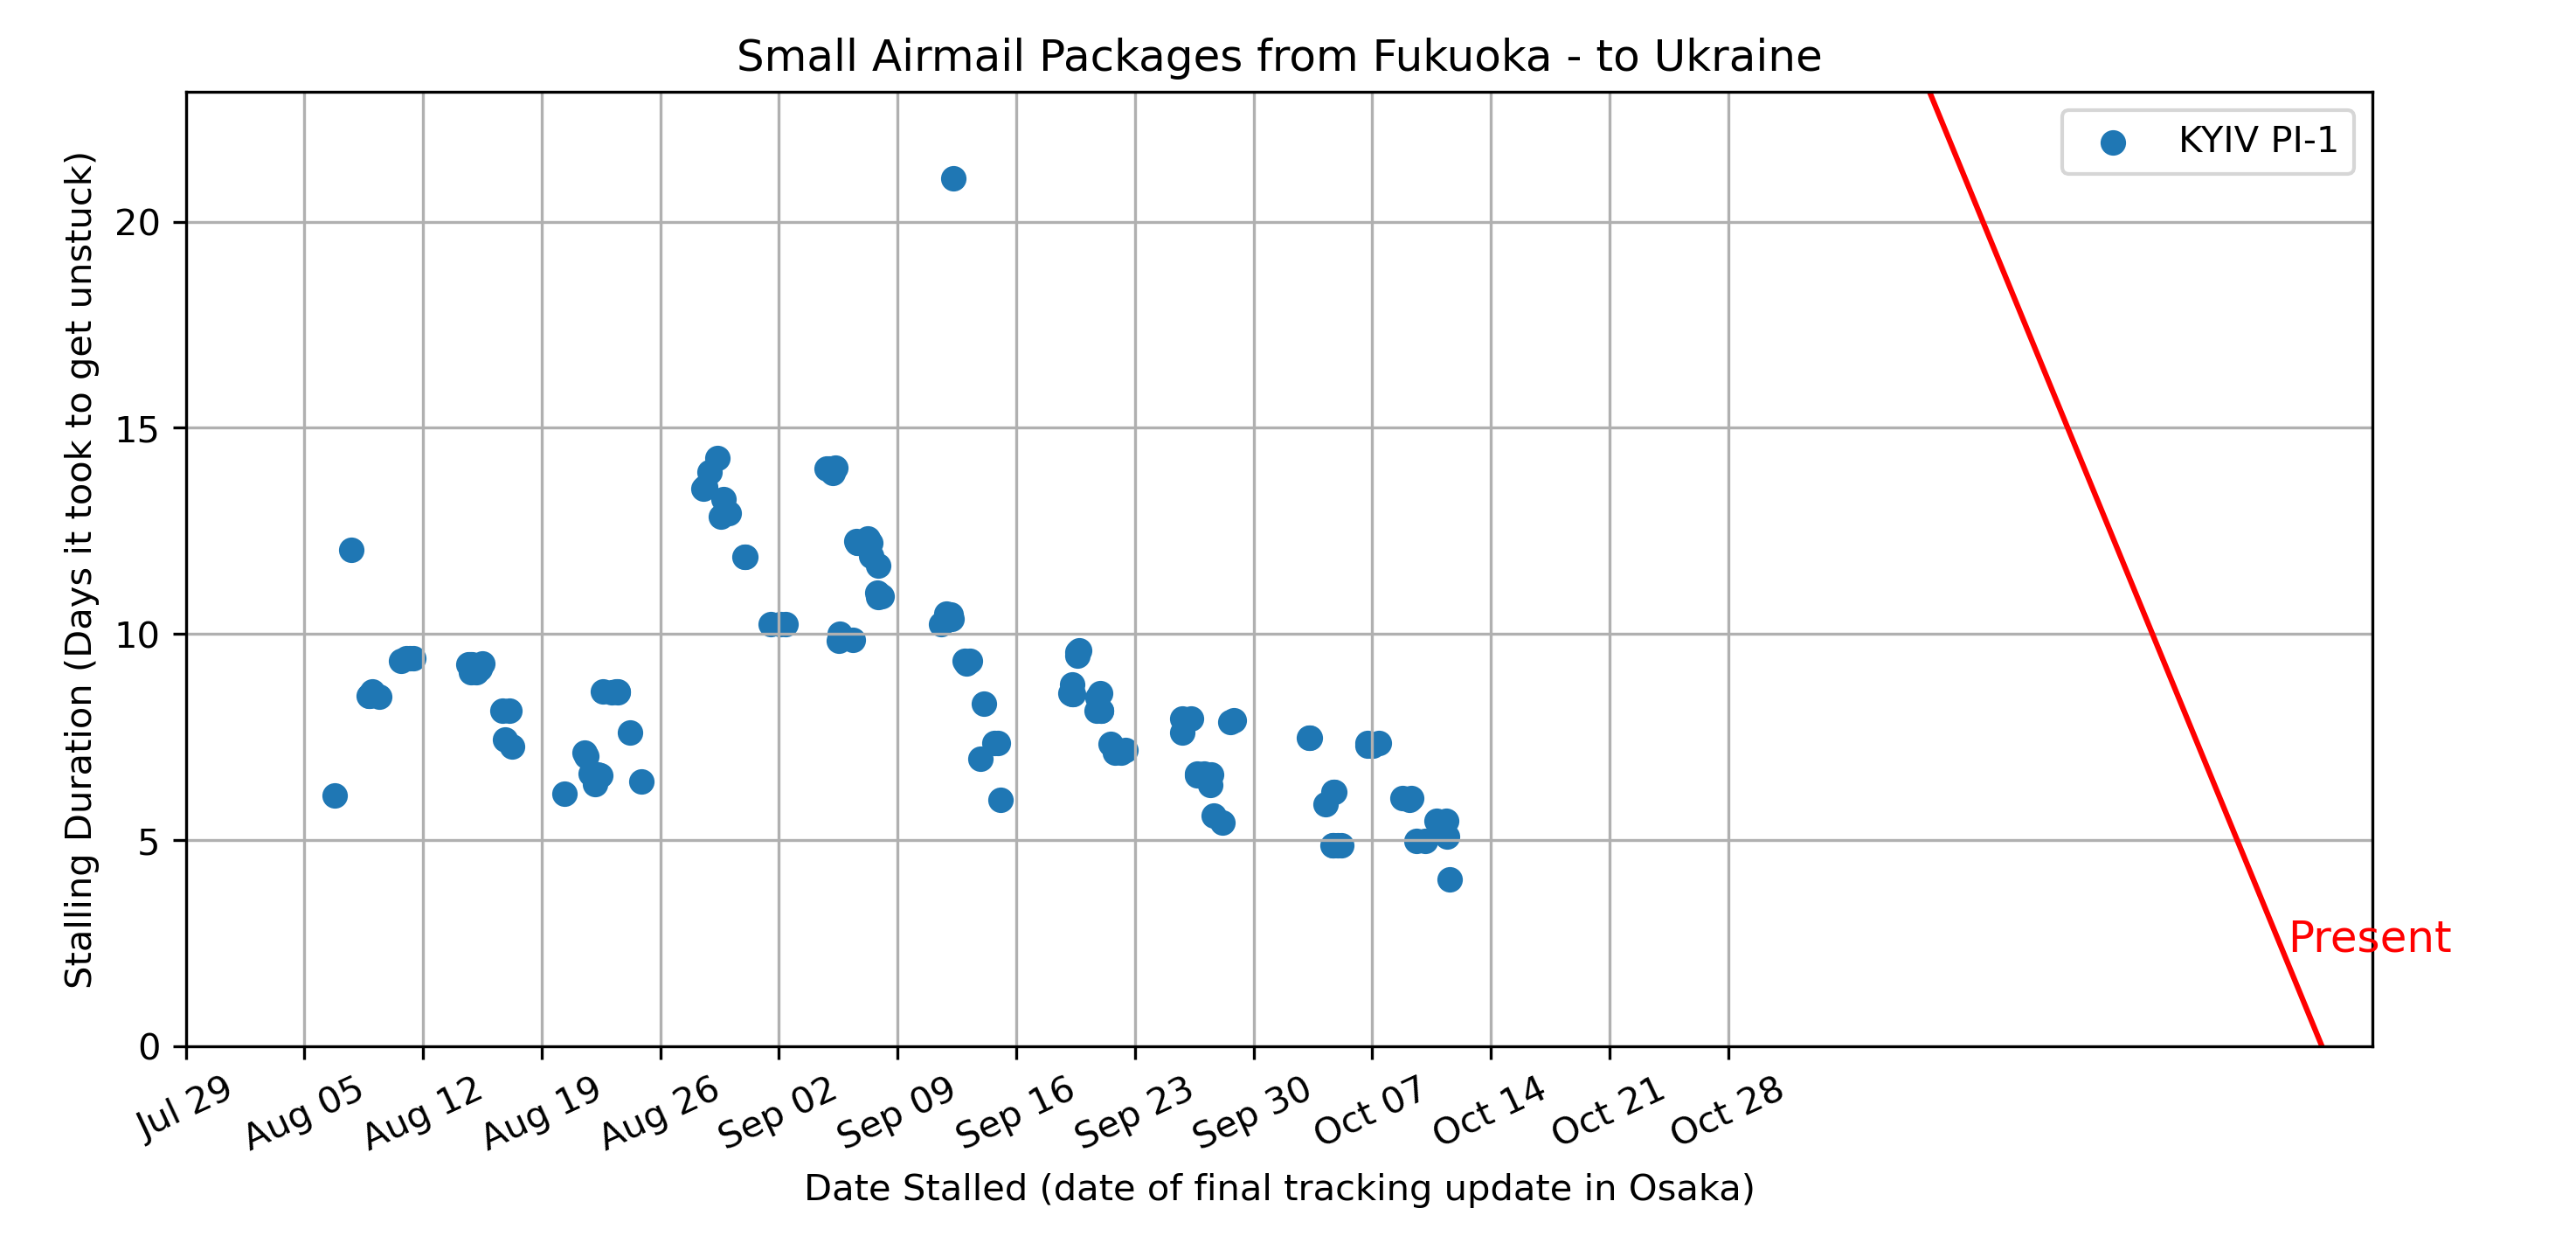 Small Airmail Packages from Fukuoka - to Ukraine
KYIV PI-1
Stalling Duration (Days it took to get unstuck)
20
15
10
5
0
Present
Jul 29
Aug 05
Aug 12
Aug 19
Aug 26
Sep 02
Sep 09
Sep 16
Sep 23
Sep 30
Oct 07
Oct 14
Oct 21
Oct 28
Date Stalled (date of final tracking update in Osaka)